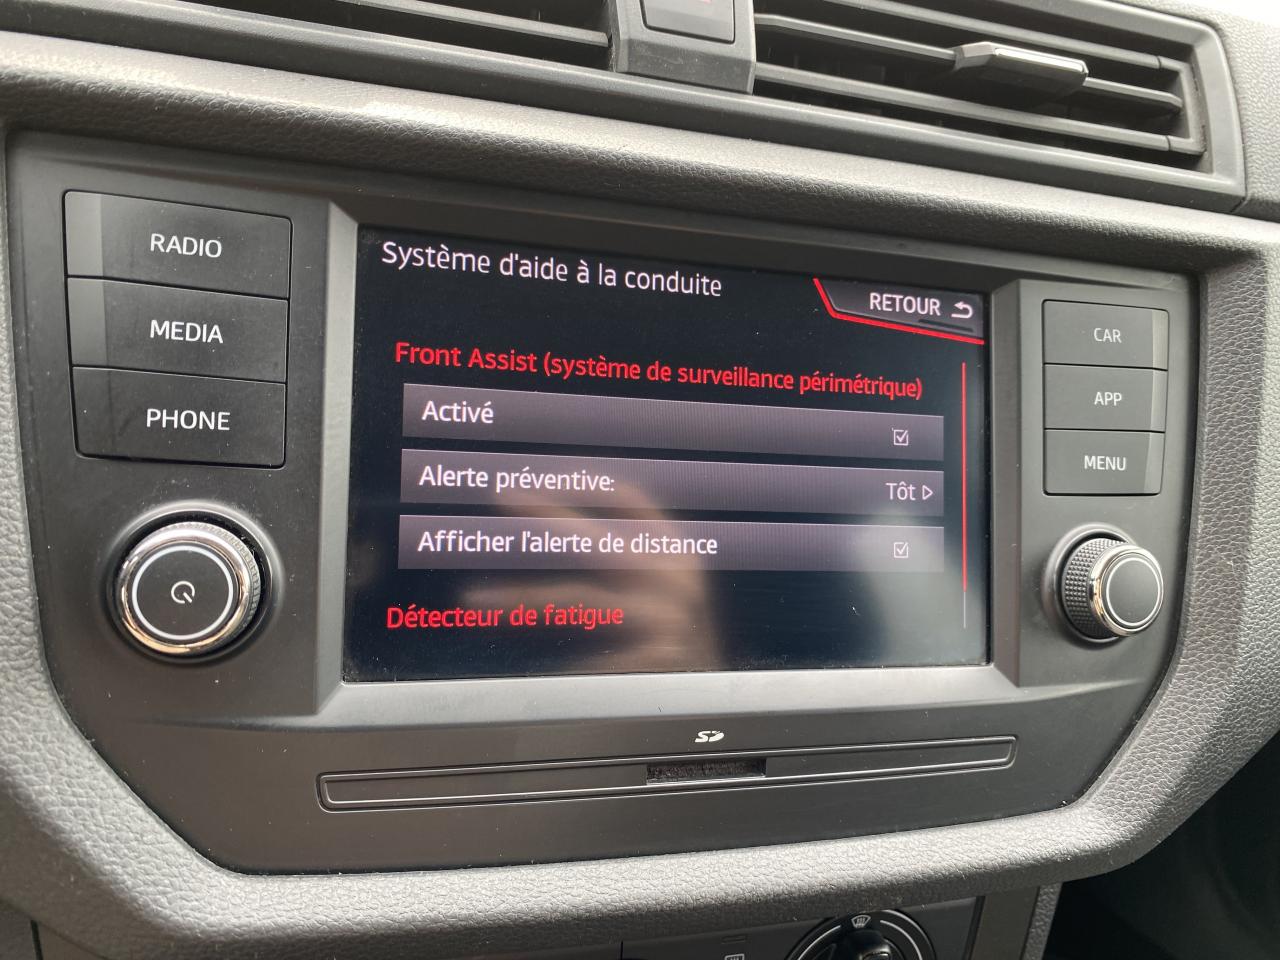 RADIO
MEDIA
PHONE
Système d'aide à la conduite
RETOUR
Front Assist (système de surveillance périmétrique)
Activé
Alerte préventive:
Tôt
Afficher l'alerte de distance
Détecteur de fatigue
CAR
APP
MENU
SD